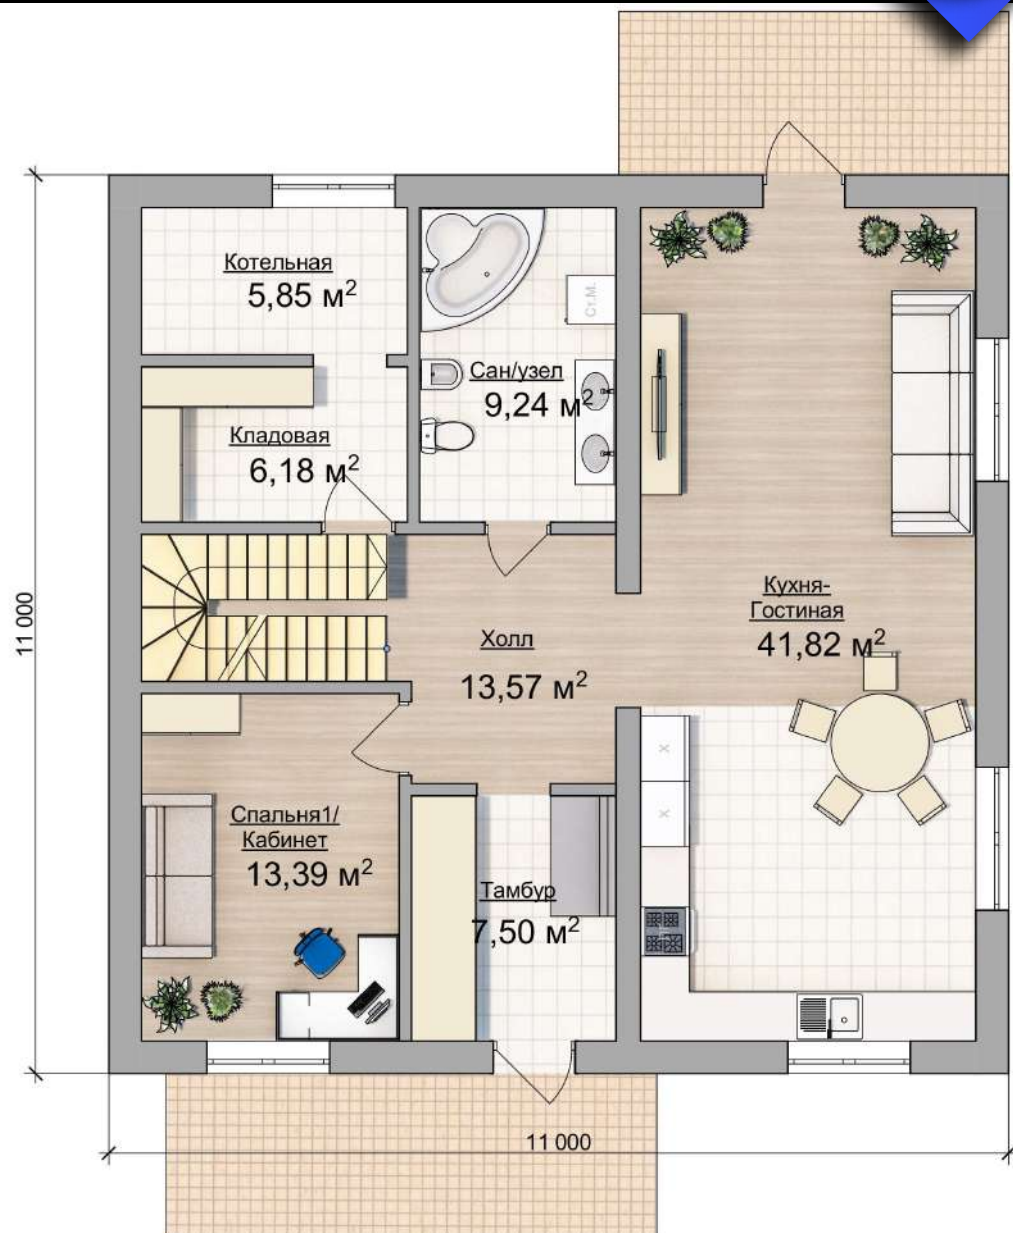 Котельная
5,85 м²
Ст.М.
Сан/узел
9,24 м²
Кладовая
6,18 м²
11 000
Кухня-
Гостиная
41,82 м²
Холл
13,57 м²
X
X
Спальня1/
Кабинет
13,39 м²
Тамбур
7,50 м²
11 000